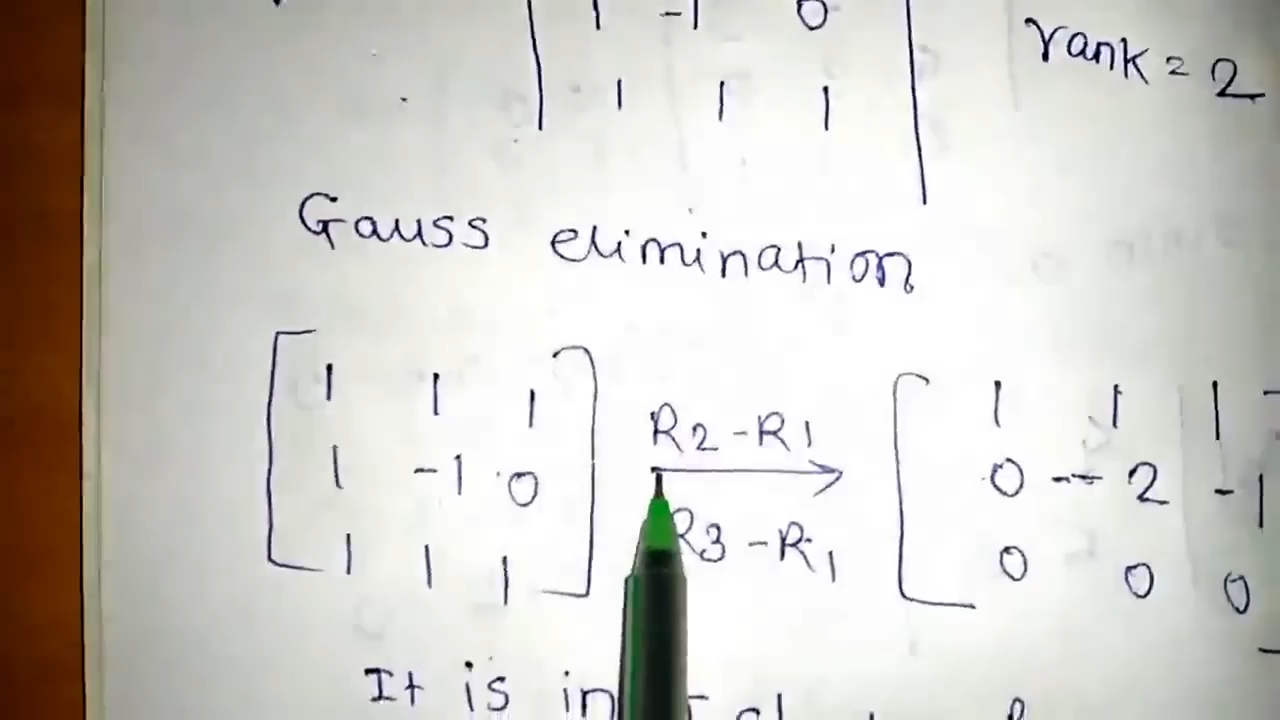 1 -1 0
rank = 2
1 1 1
Gauss elimination
1 1 1
1 -1 0
1 1 1
R2 - R1
R3 - R1
1 1 1
0 -- 2 -1
0 0 0
It is in